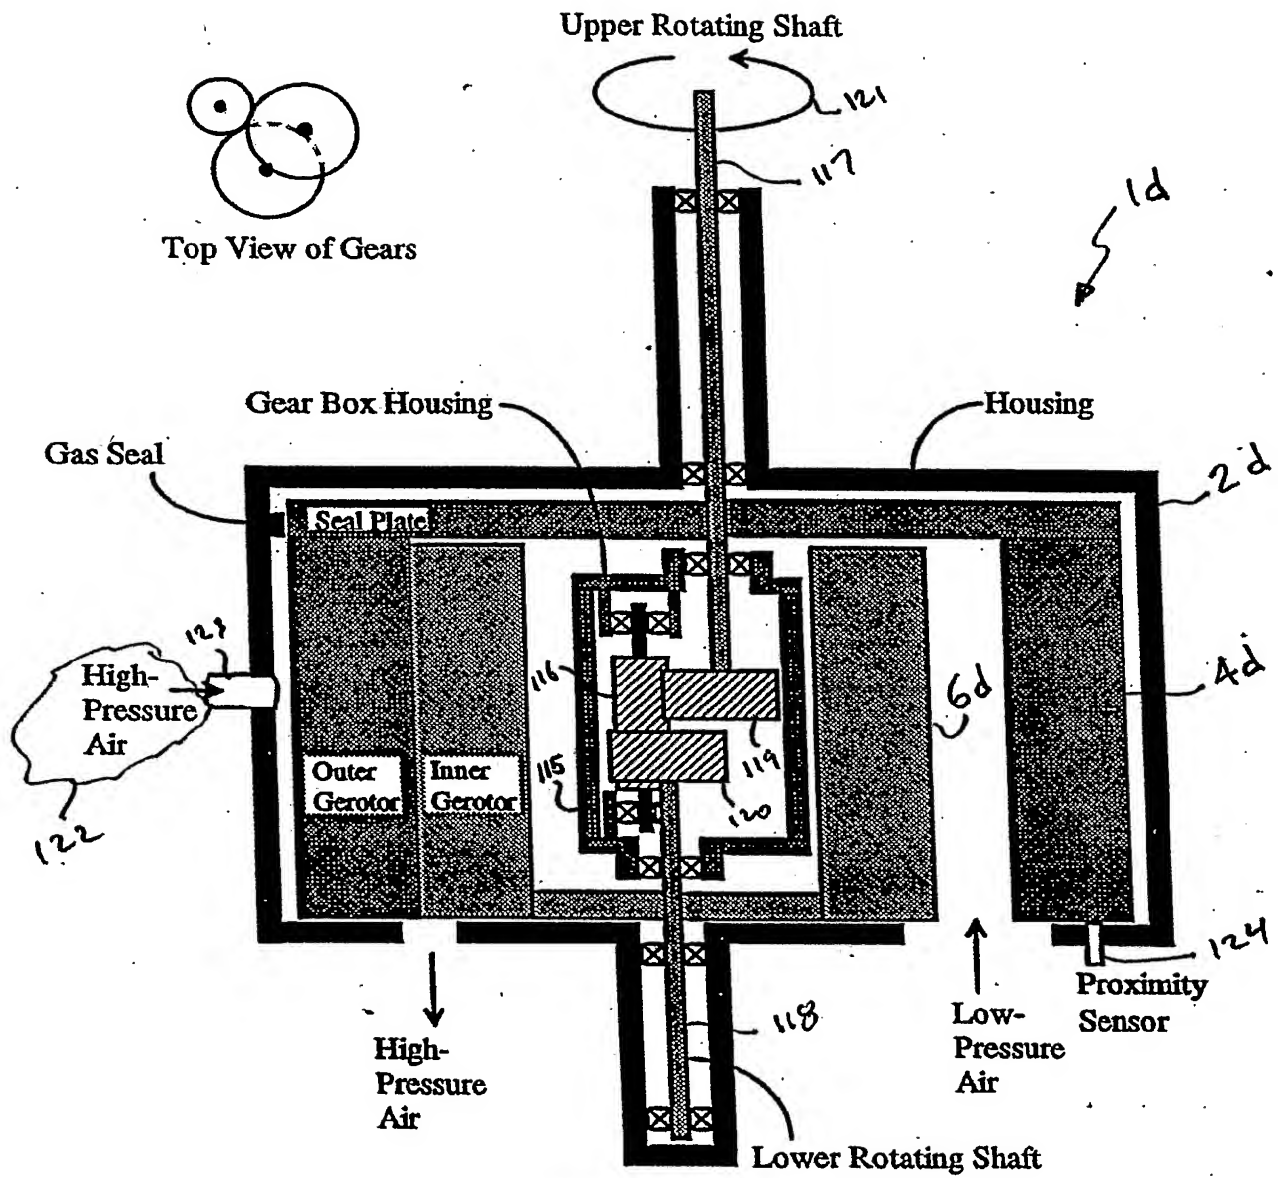 Upper Rotating Shaft
121
117
1d
Top View of Gears
Gear Box Housing
Housing
Gas Seal
2d
Seal Plate
123
High-
Pressure
Air
116
6d
4d
119
Outer
Gerotor
Inner
Gerotor
115
120
122
124
Proximity
Sensor
118
Low-
Pressure
Air
High-
Pressure
Air
Lower Rotating Shaft